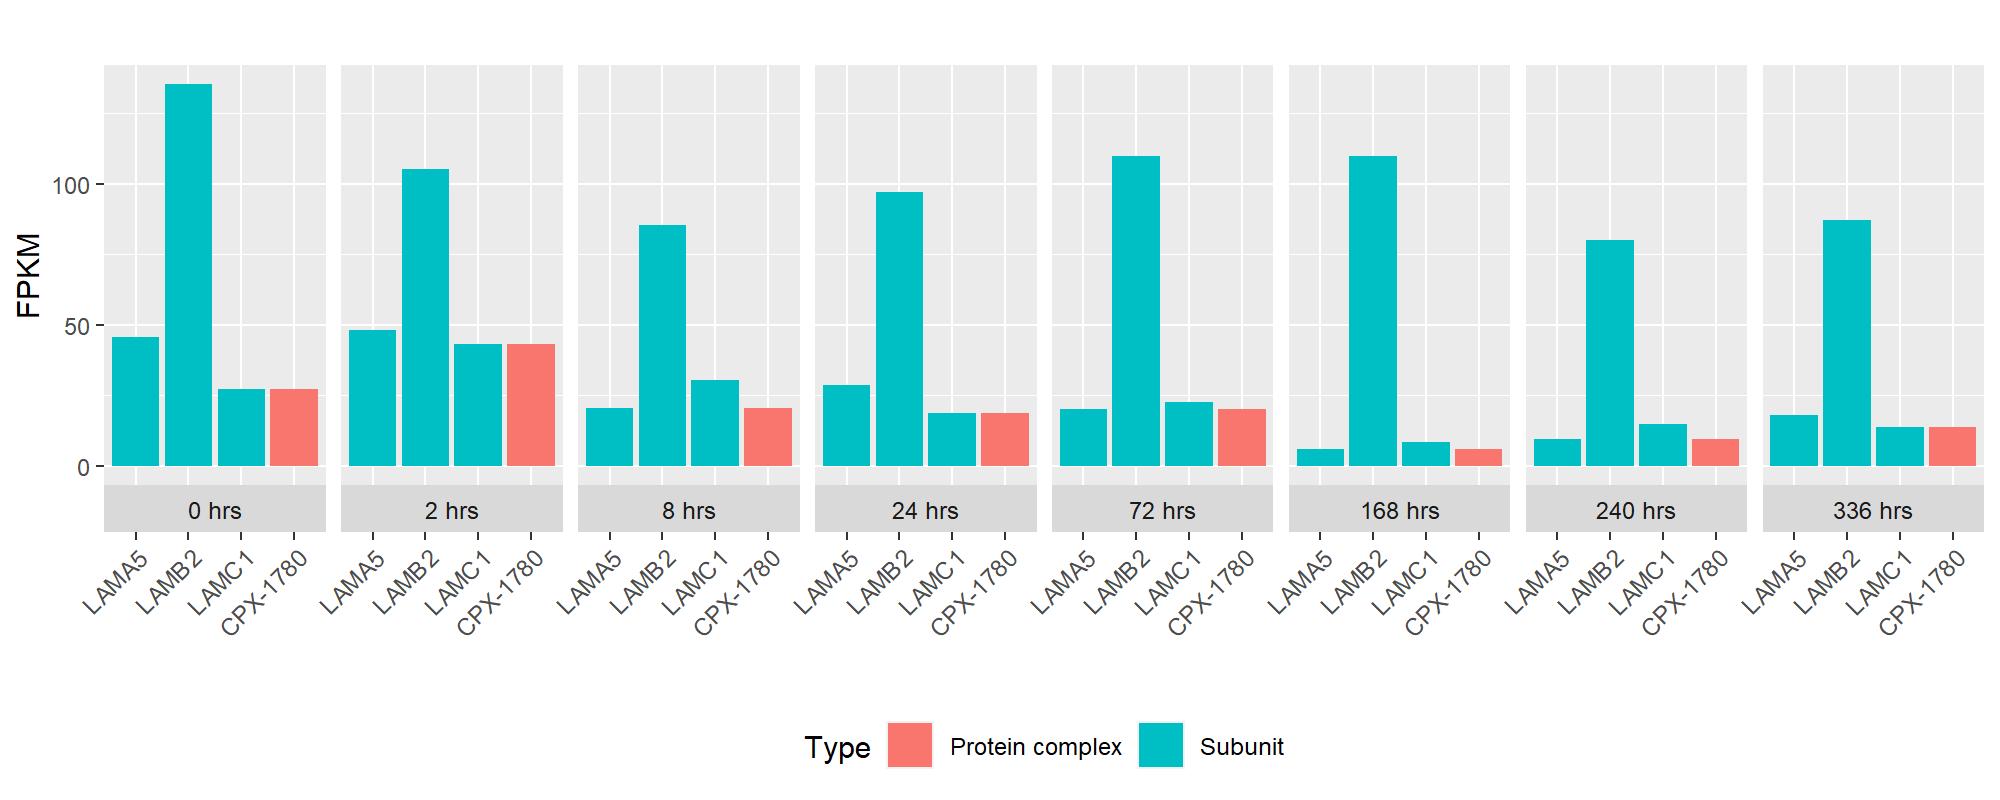 FPKM
100
50
0
0 hrs 2 hrs 8 hrs 24 hrs 72 hrs 168 hrs 240 hrs 336 hrs
LAMA5 LAMB2 LAMC1 CPX-1780 LAMA5 LAMB2 LAMC1 CPX-1780 LAMA5 LAMB2 LAMC1 CPX-1780 LAMA5 LAMB2 LAMC1 CPX-1780 LAMA5 LAMB2 LAMC1 CPX-1780 LAMA5 LAMB2 LAMC1 CPX-1780 LAMA5 LAMB2 LAMC1 CPX-1780 LAMA5 LAMB2 LAMC1 CPX-1780
Type Protein complex Subunit